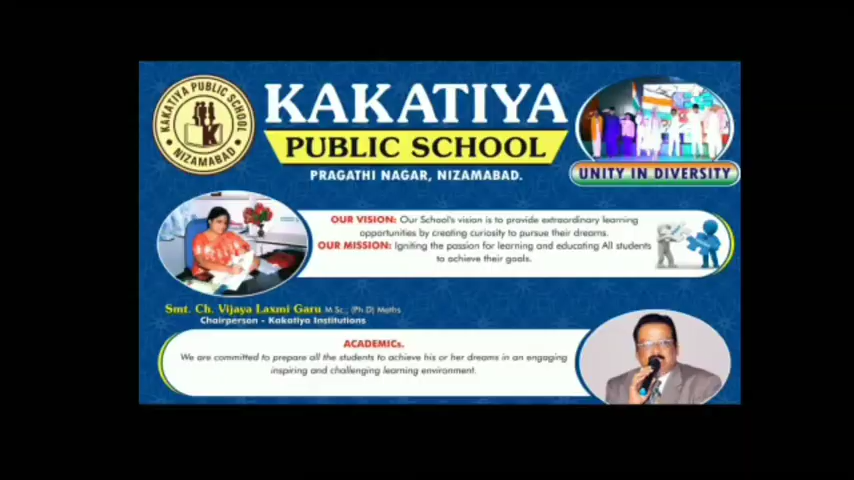 KAKATIYA PUBLIC SCHOOL
NIZAMABAD
K
KAKATIYA
PUBLIC SCHOOL
PRAGATHI NAGAR, NIZAMABAD.
UNITY IN DIVERSITY
OUR VISION: Our School's vision is to provide extraordinary learning
opportunities by creating curiosity to pursue their dreams.
OUR MISSION: Igniting the passion for learning and educating All students
to achieve their goals.
Smt. Ch. Vijaya Laxmi Garu M.Sc., (Ph.D) Maths
Chairperson - Kakatiya Institutions
ACADEMICs.
We are committed to prepare all the students to achieve his or her dreams in an engaging
inspiring and challenging learning environment.